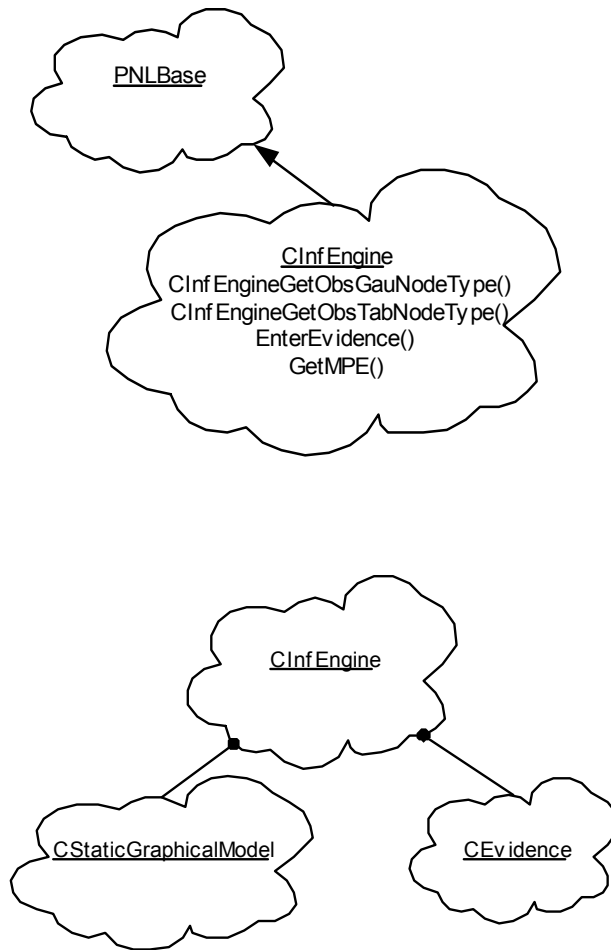 PNLBase
CInfEngine
CInfEngineGetObsGauNodeType()
CInfEngineGetObsTabNodeType()
EnterEvidence()
GetMPE()
CInfEngine
CStaticGraphicalModel
CEvidence